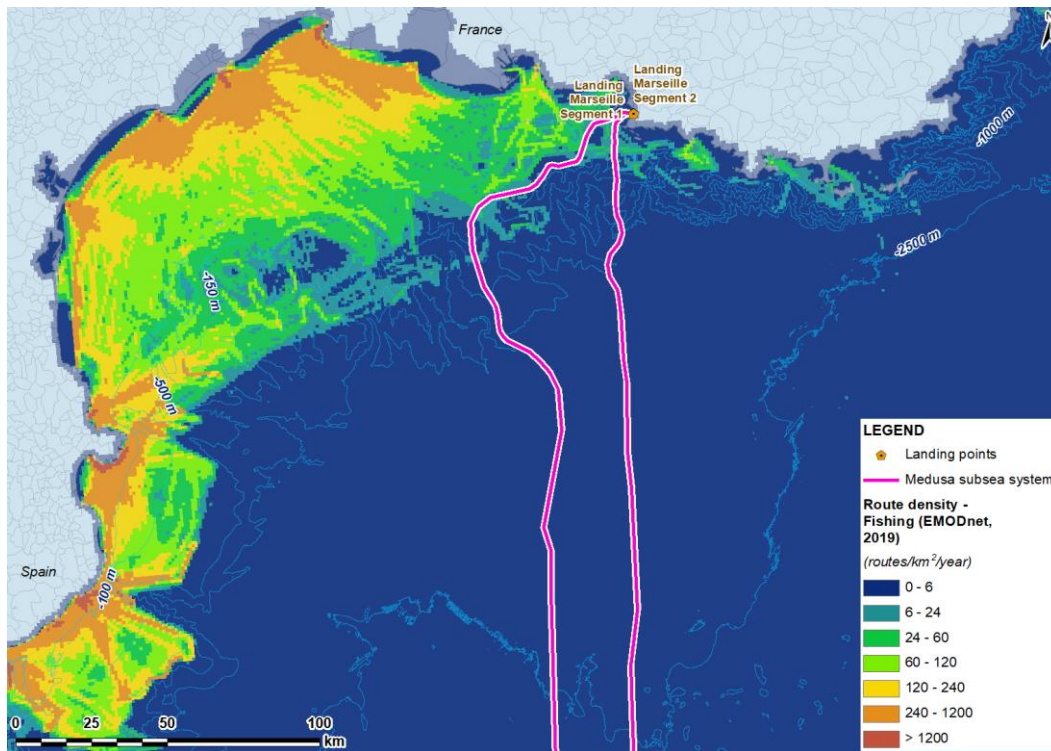 France
N
Landing
Marseille
Segment 2
Landing
Marseille
Segment 1
-1000 m
-2500 m
-150 m
-500 m
Spain
-100 m
LEGEND
Landing points
Medusa subsea system
Route density -
Fishing (EMODnet,
2019)
(routes/km²/year)
0 - 6
6 - 24
24 - 60
60 - 120
120 - 240
240 - 1200
> 1200
0 25 50 100
km